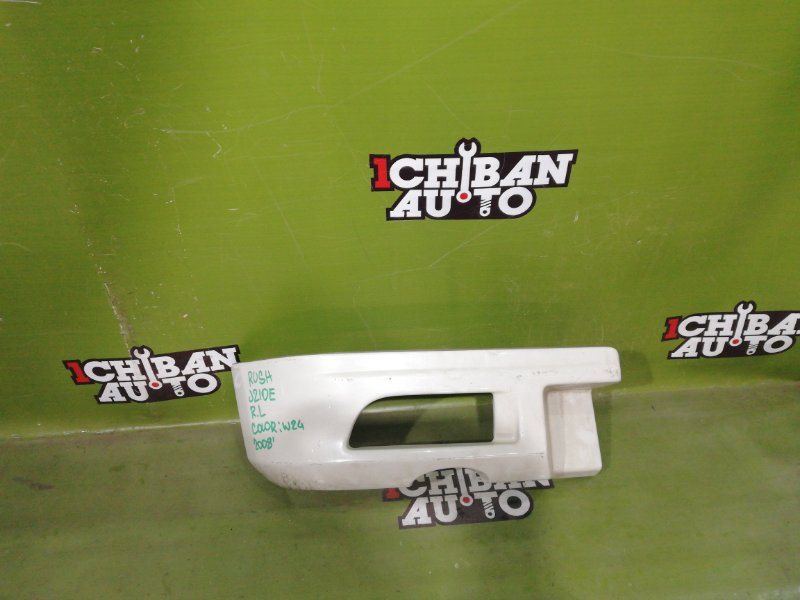 1CHIBAN
AUTO
1CHIBAN
AUTO
1CHIBAN
AUTO
RUSH
J210E
R.L
COLOR:W24
2008'
1CHIBAN
AUTO